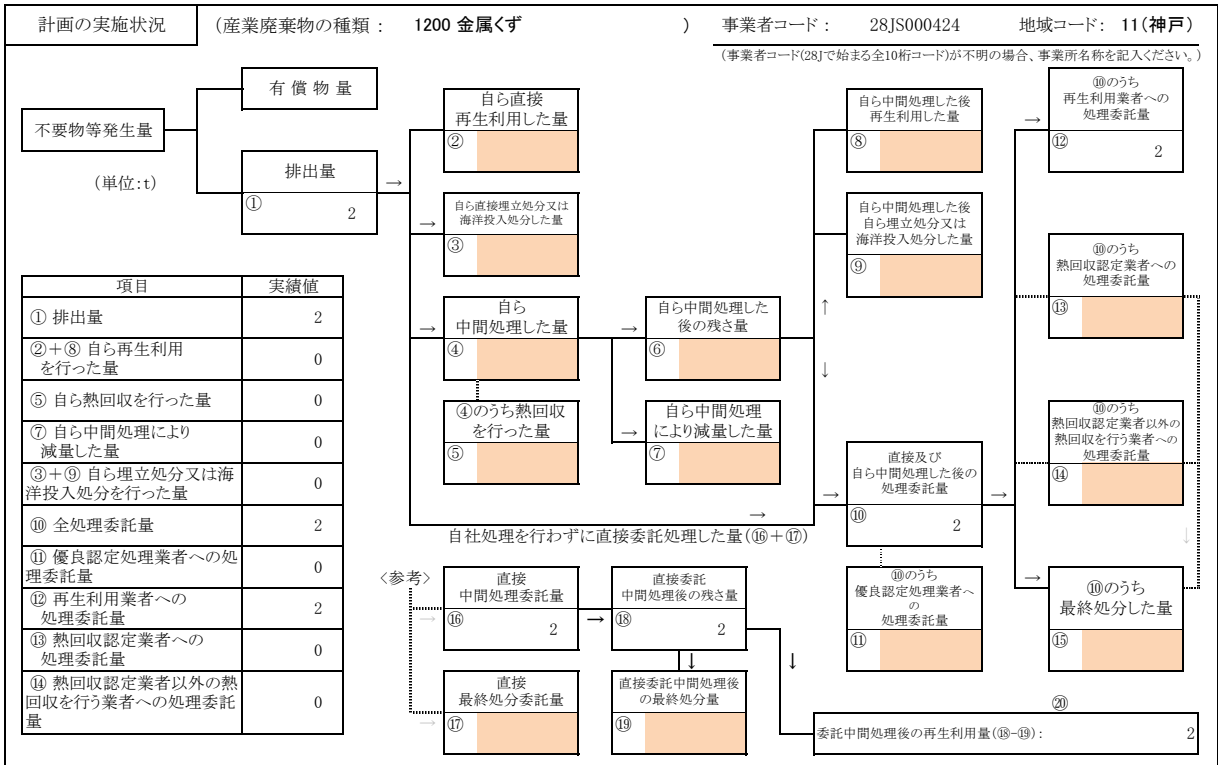 計画の実施状況
(産業廃棄物の種類： 1200 金属くず )
事業者コード： 28JS000424 地域コード： 11(神戸)
(事業者コード(28Jで始まる全10桁コード)が不明の場合、事業所名称を記入ください。)
不要物等発生量
(単位:t)
有償物量
排出量
① 2
→
自ら直接
再生利用した量
②
→
自ら直接埋立処分又は
海洋投入処分した量
③
→
自ら
中間処理した量
④
④のうち熱回収
を行った量
⑤
→
自ら中間処理した
後の残さ量
⑥
→
自ら中間処理
により減量した量
⑦
自ら中間処理した後
再生利用した量
⑧
自ら中間処理した後
自ら埋立処分又は
海洋投入処分した量
⑨
↑
↓
→
→
直接及び
自ら中間処理した後の
処理委託量
⑩ 2
→
⑩のうち
優良認定処理業者へ
の
処理委託量
⑪
→
⑩のうち
再生利用業者への
処理委託量
⑫ 2
⑩のうち
熱回収認定業者への
処理委託量
⑬
⑩のうち
熱回収認定業者以外の
熱回収を行う業者への
処理委託量
⑭
↓
→
⑩のうち
最終処分した量
⑮
自社処理を行わずに直接委託処理した量(⑯+⑰)
<参考>
→
直接
中間処理委託量
⑯ 2
→
直接委託
中間処理後の残さ量
⑱ 2
→
直接
最終処分委託量
⑰
↓
直接委託中間処理後
の最終処分量
⑲
↓
⑳
委託中間処理後の再生利用量(⑱-⑲)： 2
項目 実績値
① 排出量 2
②+⑧ 自ら再生利用
を行った量 0
⑤ 自ら熱回収を行った量 0
⑦ 自ら中間処理により
減量した量 0
③+⑨ 自ら埋立処分又は海
洋投入処分を行った量 0
⑩ 全処理委託量 2
⑪ 優良認定処理業者への処
理委託量 0
⑫ 再生利用業者への
処理委託量 2
⑬ 熱回収認定業者への
処理委託量 0
⑭ 熱回収認定業者以外の熱
回収を行う業者への処理委託
量 0